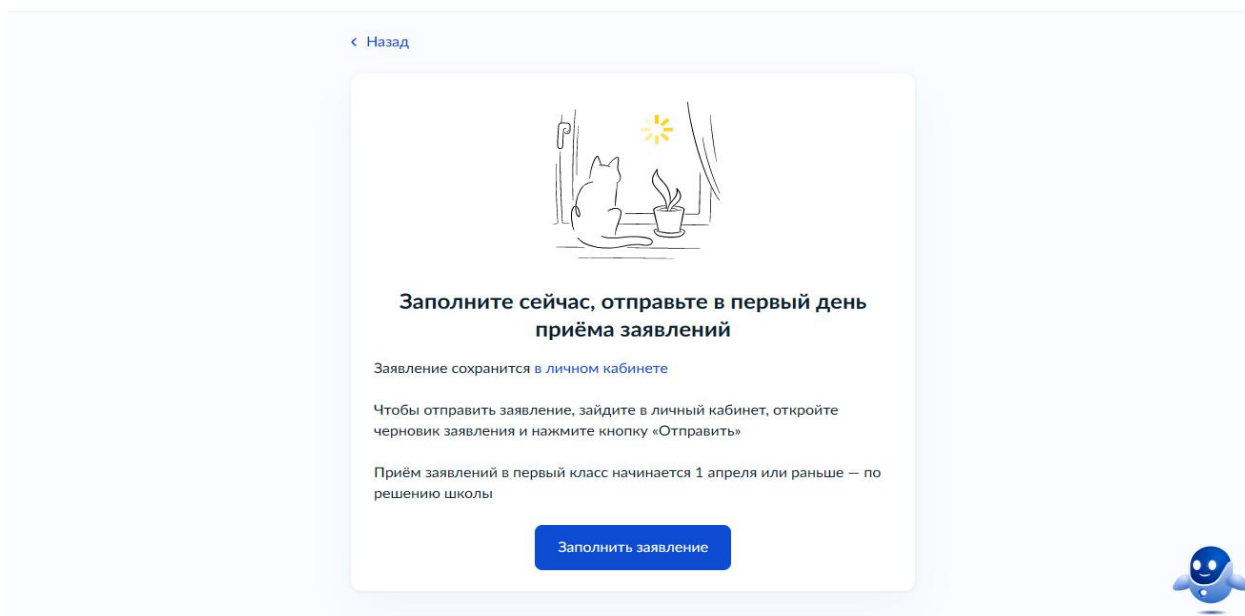 Назад
Заполните сейчас, отправьте в первый день
приёма заявлений
Заявление сохранится в личном кабинете
Чтобы отправить заявление, зайдите в личный кабинет, откройте
черновик заявления и нажмите кнопку «Отправить»
Приём заявлений в первый класс начинается 1 апреля или раньше — по
решению школы
Заполнить заявление